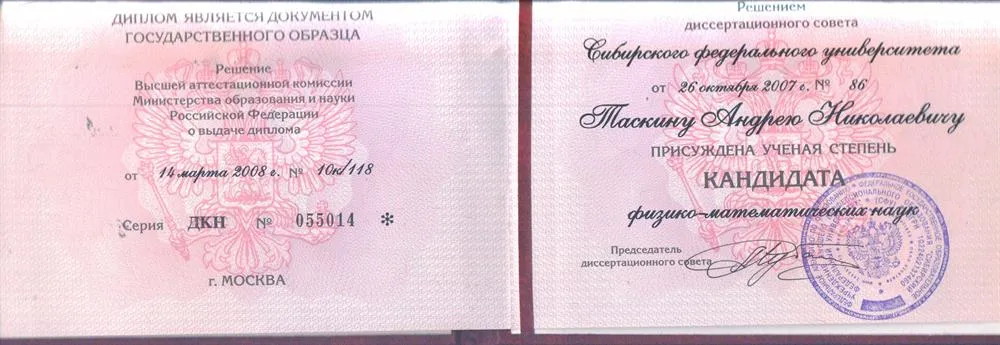 ДИПЛОМ ЯВЛЯЕТСЯ ДОКУМЕНТОМ
ГОСУДАРСТВЕННОГО ОБРАЗЦА
Решение
Высшей аттестационной комиссии
Министерства образования и науки
Российской Федерации
о выдаче диплома
от 14 марта 2008 г. № 10к/118
Серия ДКН № 055014 *
г. МОСКВА
Решением
диссертационного совета
Сибирского федерального университета
от 26 октября 2007 г. № 86
Таскину Андрею Николаевичу
ПРИСУЖДЕНА УЧЕНАЯ СТЕПЕНЬ
КАНДИДАТА
физико-математических наук
Председатель
диссертационного совета